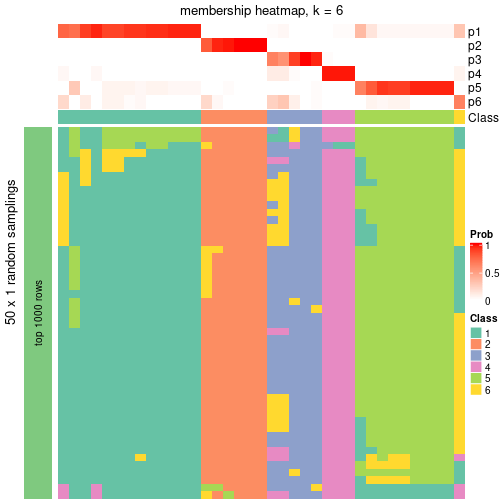 membership heatmap, k = 6
p1
p2
p3
p4
p5
p6
Class
50 x 1 random samplings
top 1000 rows
Prob
1
0.5
0
Class
1
2
3
4
5
6